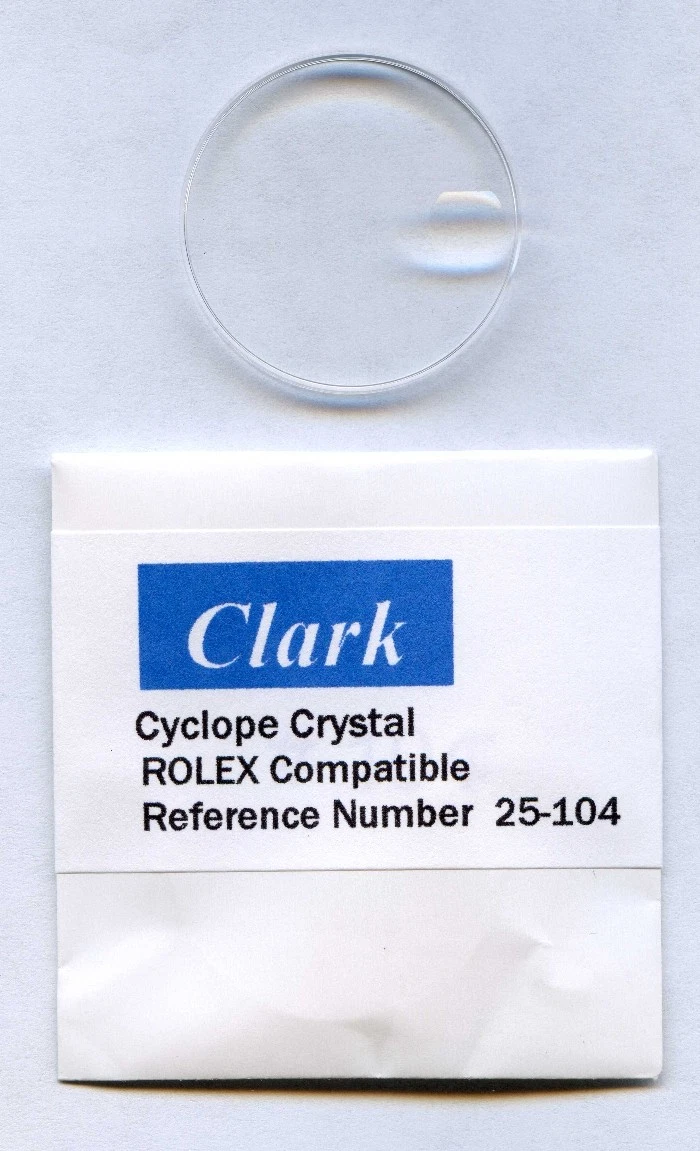 Clark
Cyclope Crystal
ROLEX Compatible
Reference Number 25-104